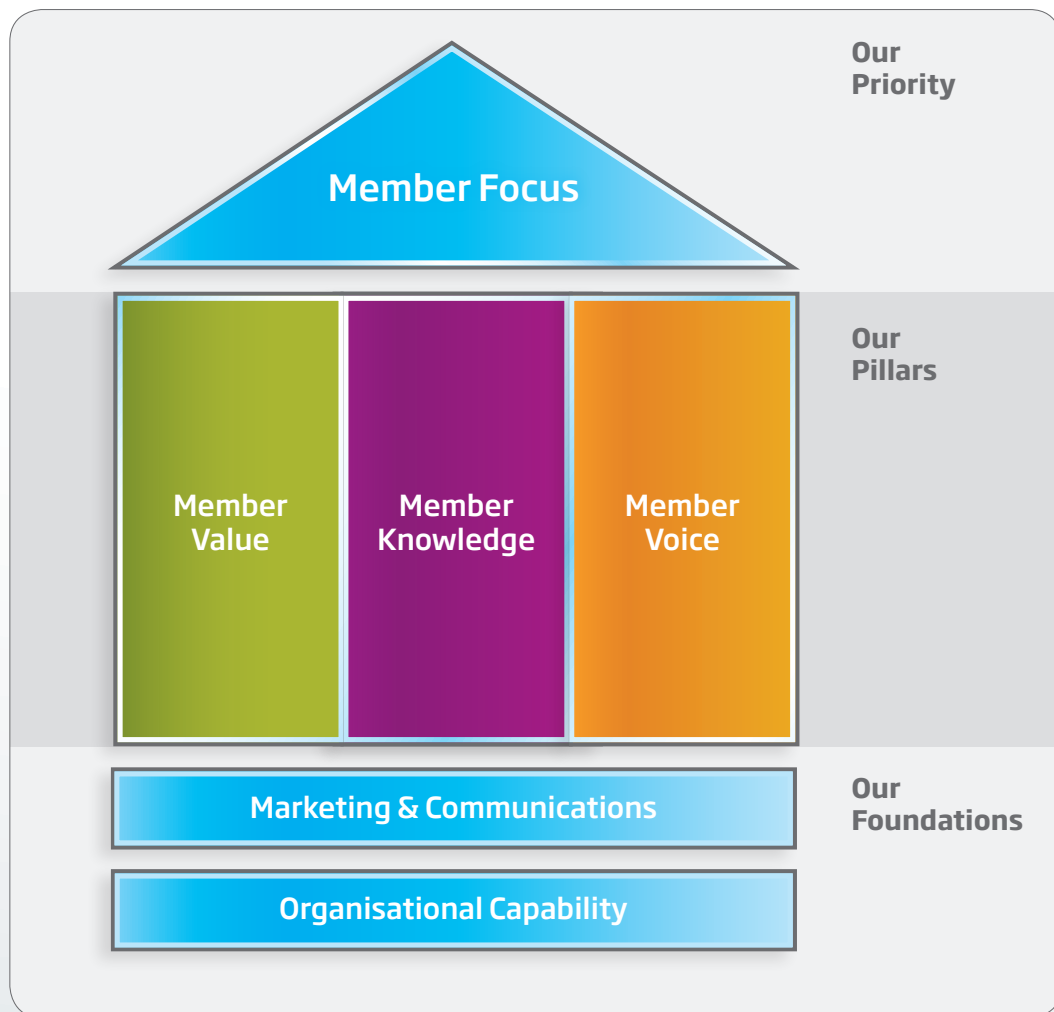 Our
Priority
Member Focus
Our
Pillars
Member
Value
Member
Knowledge
Member
Voice
Our
Foundations
Marketing & Communications
Organisational Capability